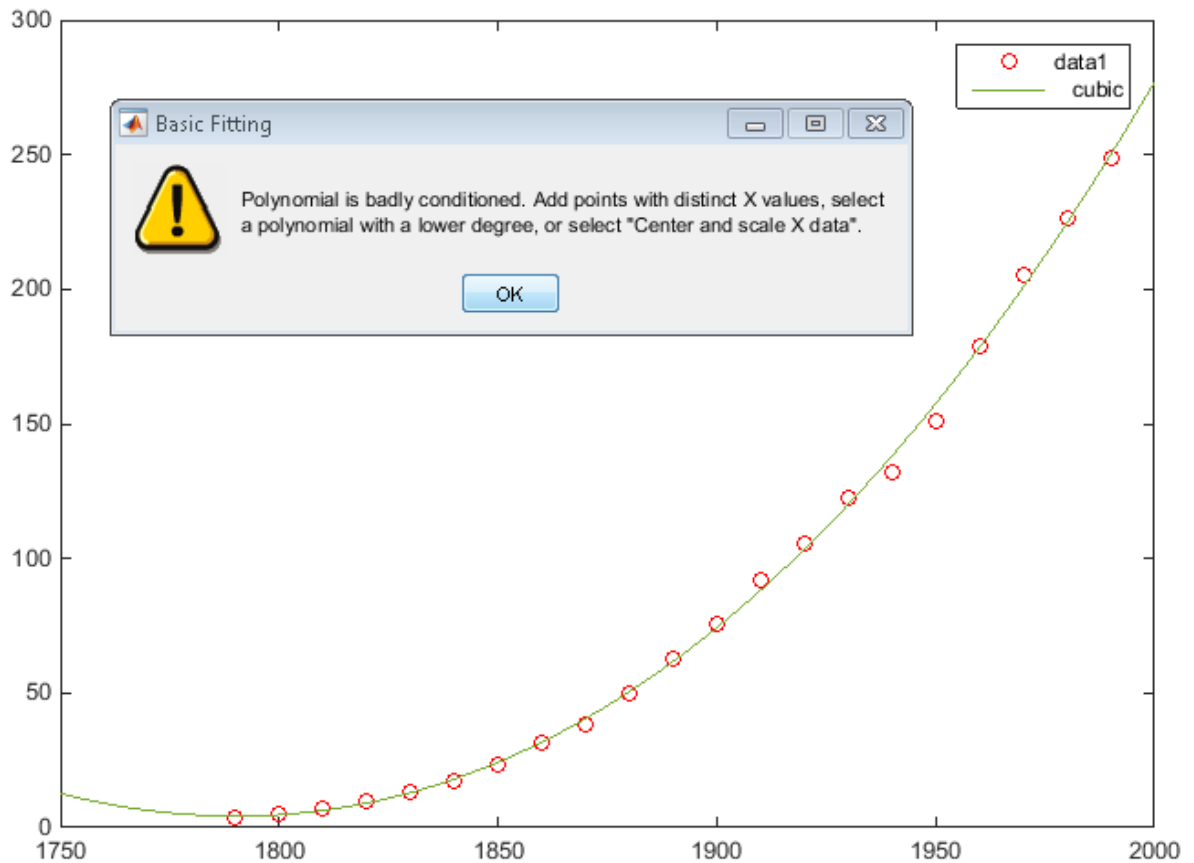 300
data1
cubic
Basic Fitting
250
Polynomial is badly conditioned. Add points with distinct X values, select
a polynomial with a lower degree, or select "Center and scale X data".
OK
200
150
100
50
0
1750 1800 1850 1900 1950 2000